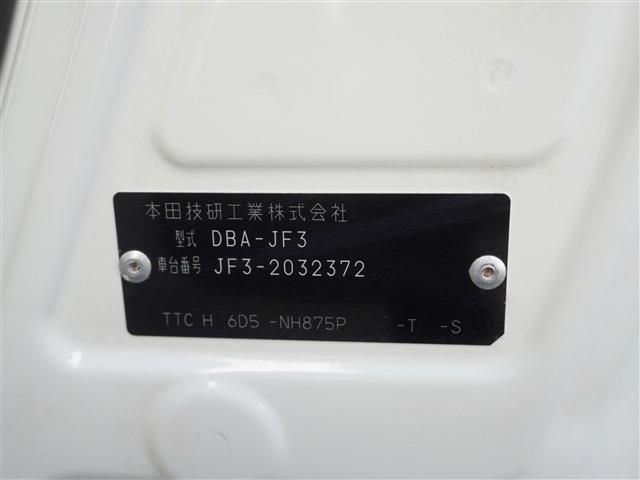 本田技研工業株式会社
型式 DBA-JF3
車台番号 JF3-2032372
TTC H 6D5 -NH875P -T -S